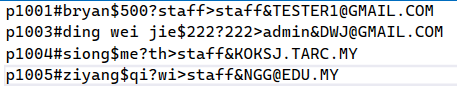 p1001#bryan$500?staff>staff&TESTER1@GMAIL.COM
p1003#ding wei jie$222?222>admin&DWJ@GMAIL.COM
p1004#siong$me?th>staff&KOKSJ.TARC.MY
p1005#ziyang$qi?wi>staff&NGG@EDU.MY